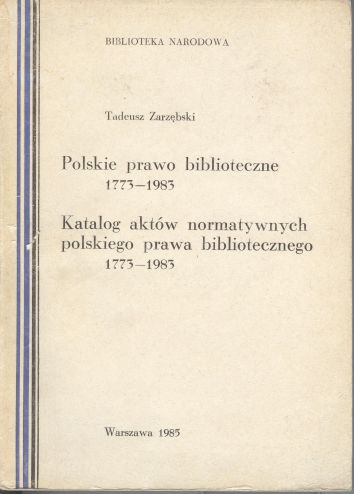 BIBLIOTEKA NARODOWA
Tadeusz Zarzębski
Polskie prawo biblioteczne
1773—1983
Katalog aktów normatywnych
polskiego prawa bibliotecznego
1773—1983
Warszawa 1985